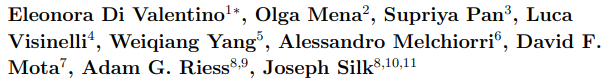 Eleonora Di Valentino¹*, Olga Mena², Supriya Pan³, Luca
Visinelli⁴, Weiqiang Yang⁵, Alessandro Melchiorri⁶, David F.
Mota⁷, Adam G. Riess⁸,⁹, Joseph Silk⁸,¹⁰,¹¹